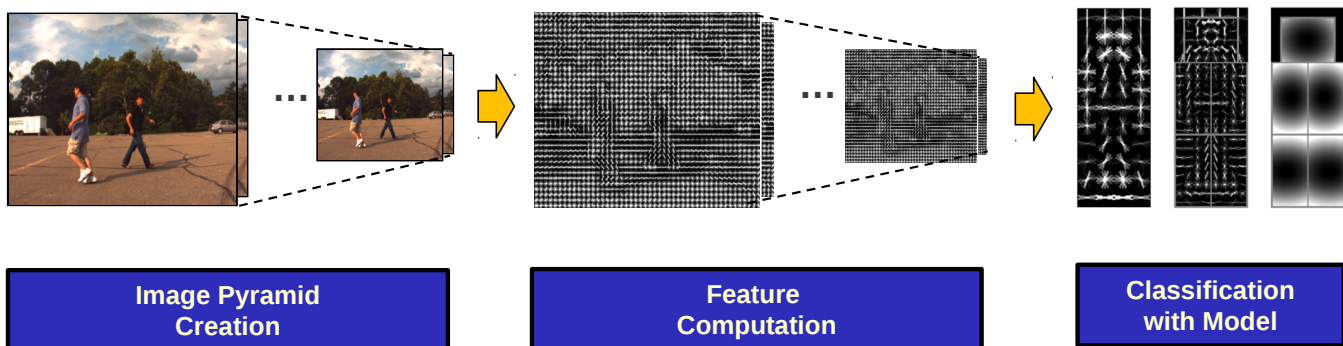 ...
...
Image Pyramid
Creation
Feature
Computation
Classification
with Model